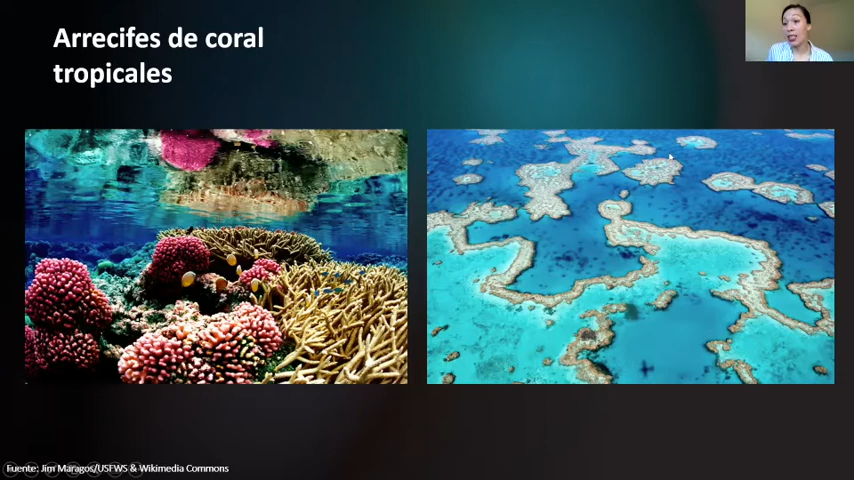 Arrecifes de coral
tropicales
Fuente: Jim Maragos/USFWS & Wikimedia Commons